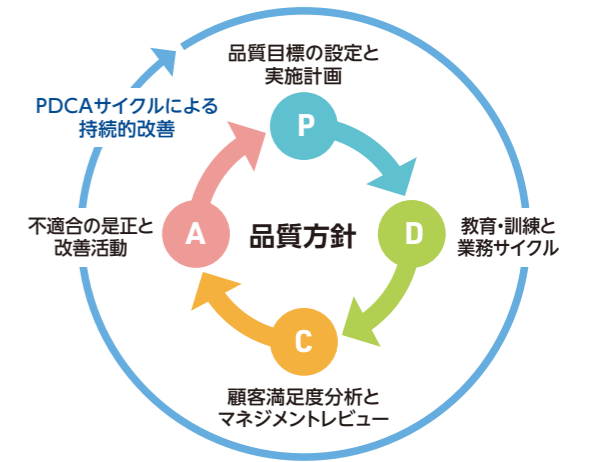 品質目標の設定と
実施計画
PDCAサイクルによる
持続的改善
P
不適合の是正と
改善活動
A
品質方針
D
教育・訓練と
業務サイクル
C
顧客満足度分析と
マネジメントレビュー